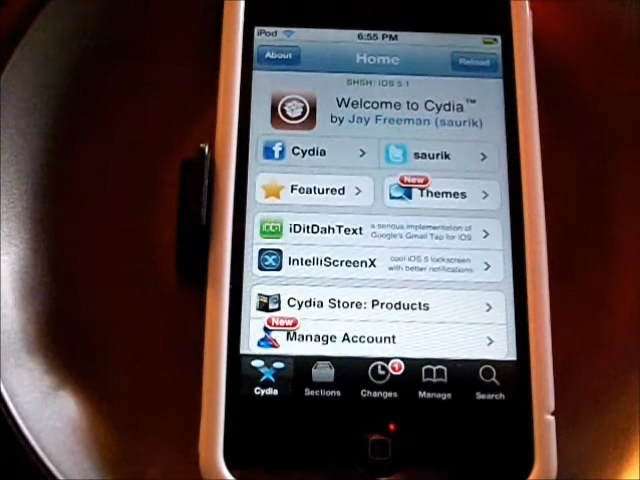 iPod 6:55 PM
About Home Reload
SHSH: iOS 5.1
Welcome to Cydia™
by Jay Freeman (saurik)
Cydia saurik
New
Featured Themes
iDitDahText a serious implementation of
Google's Gmail Tap for iOS
IntelliScreenX cool iOS 5 lockscreen
with better notifications
Cydia Store: Products
New
Manage Account
1
Cydia Sections Changes Manage Search